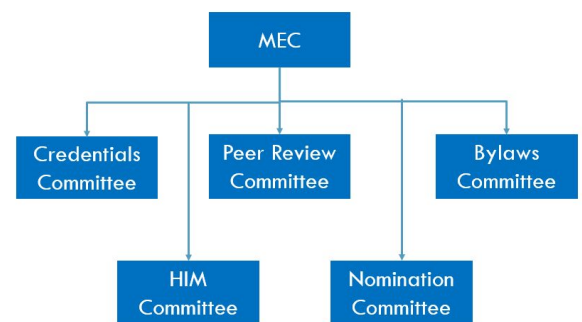 MEC
Credentials
Committee
Peer Review
Committee
Bylaws
Committee
HIM
Committee
Nomination
Committee